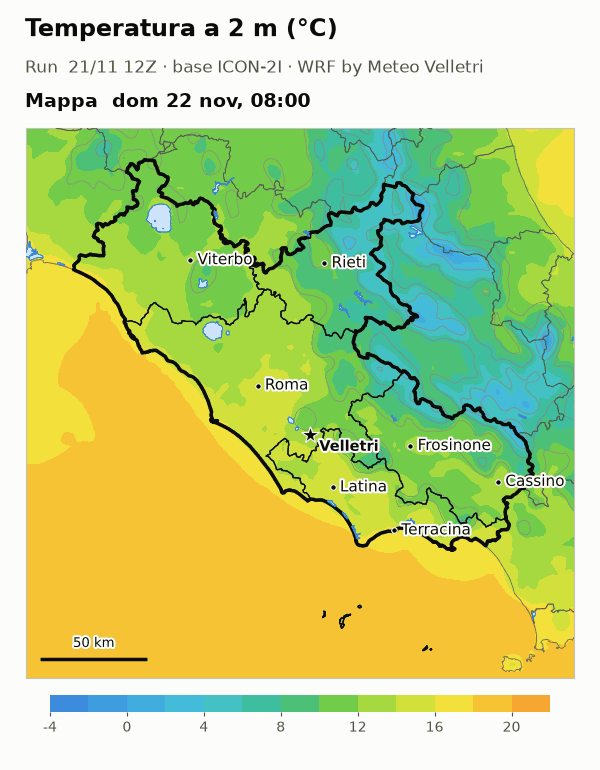 Temperatura a 2 m (°C)
Run 21/11 12Z · base ICON-2I · WRF by Meteo Velletri
Mappa dom 22 nov, 08:00
Viterbo
Rieti
Roma
Velletri
Frosinone
Latina
Cassino
Terracina
50 km
-4 0 4 8 12 16 20